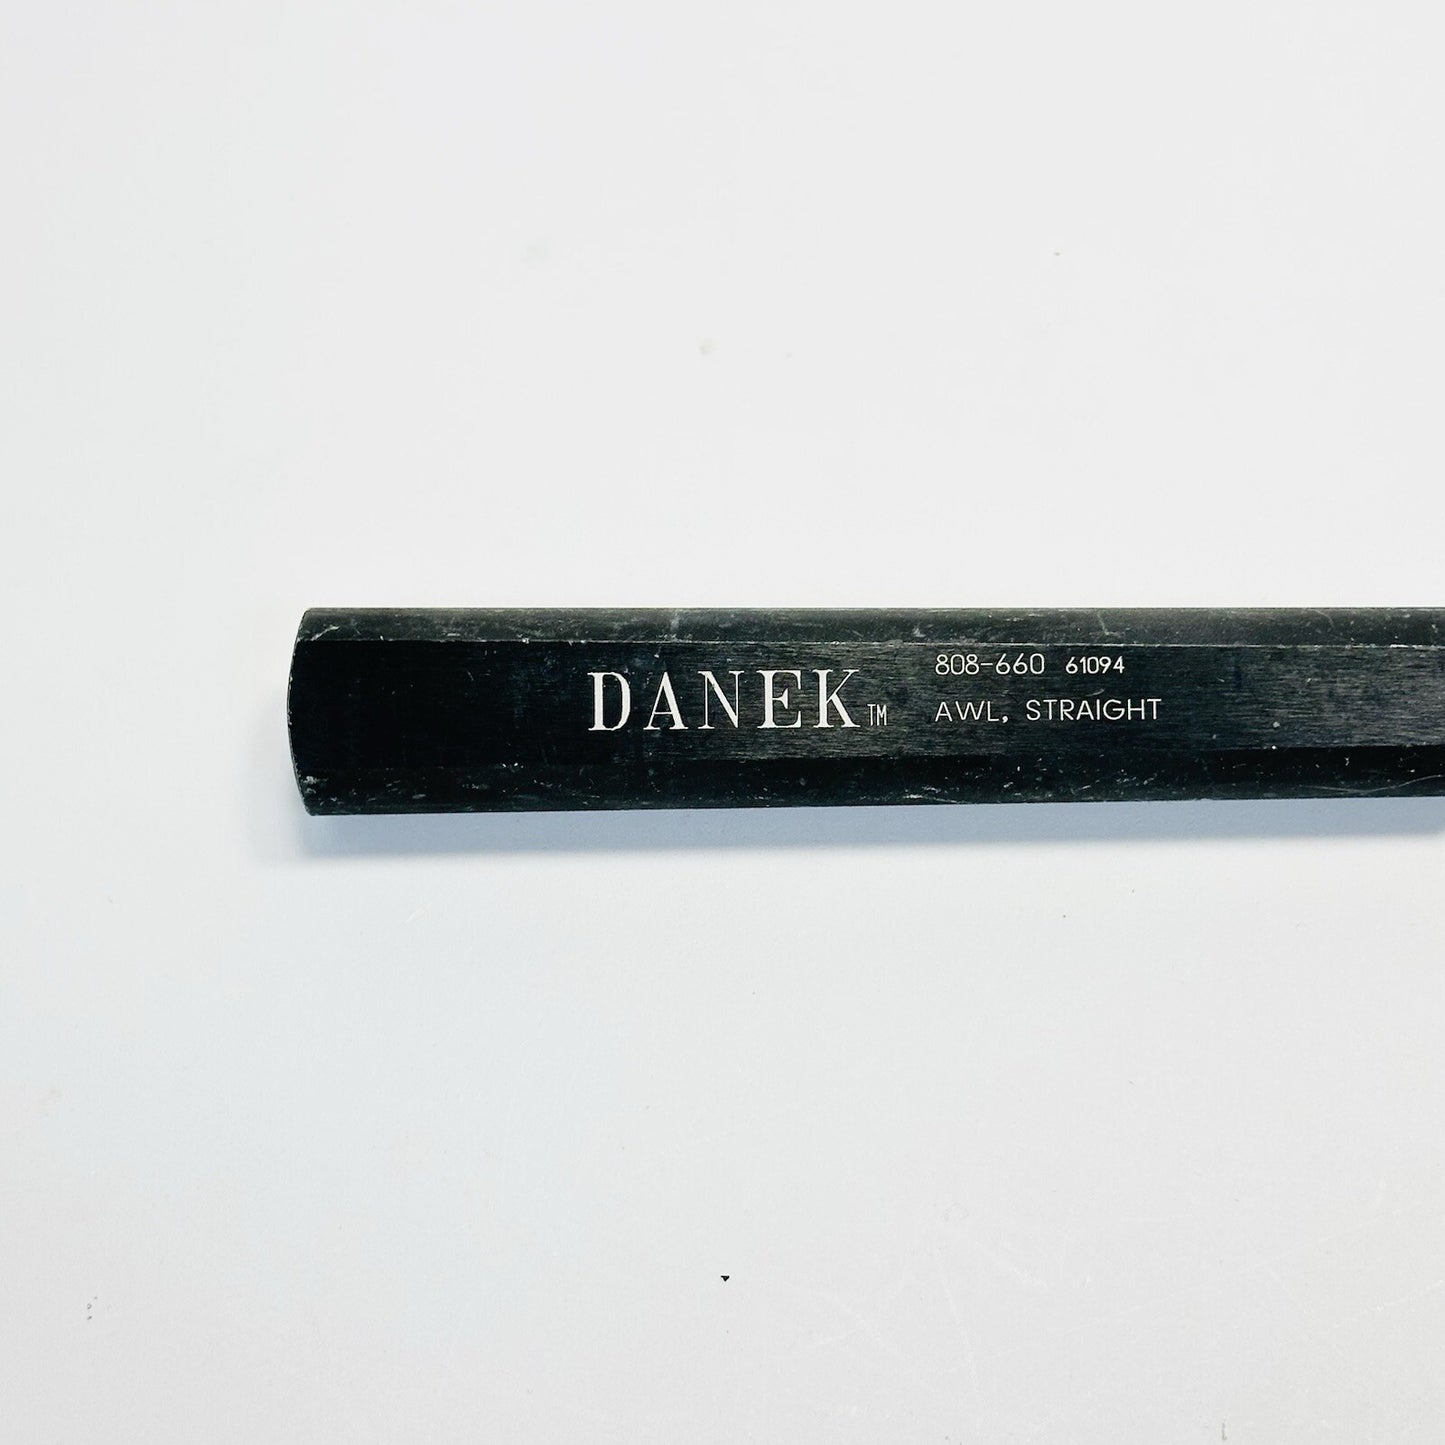 DANEK™
808-660 61094
AWL, STRAIGHT